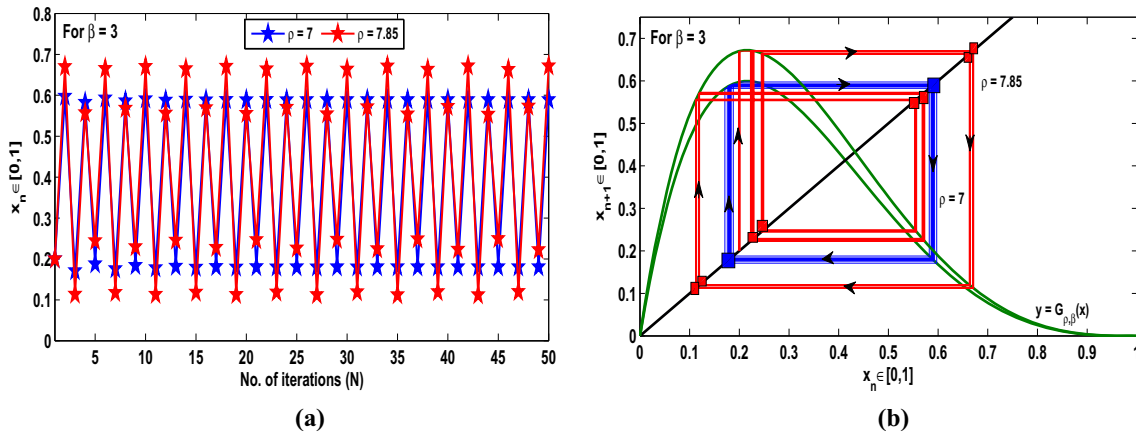 For β = 3
ρ = 7
ρ = 7.85
0.8
0.7
0.6
0.5
0.4
0.3
0.2
0.1
0
x_n ∈ [0,1]
5 10 15 20 25 30 35 40 45 50
No. of iterations (N)
(a)
For β = 3
0.7
0.6
0.5
0.4
0.3
0.2
0.1
0
x_{n+1} ∈ [0,1]
ρ = 7.85
ρ = 7
y = G_{ρ,β}(x)
0 0.1 0.2 0.3 0.4 0.5 0.6 0.7 0.8 0.9 1
x_n ∈ [0,1]
(b)